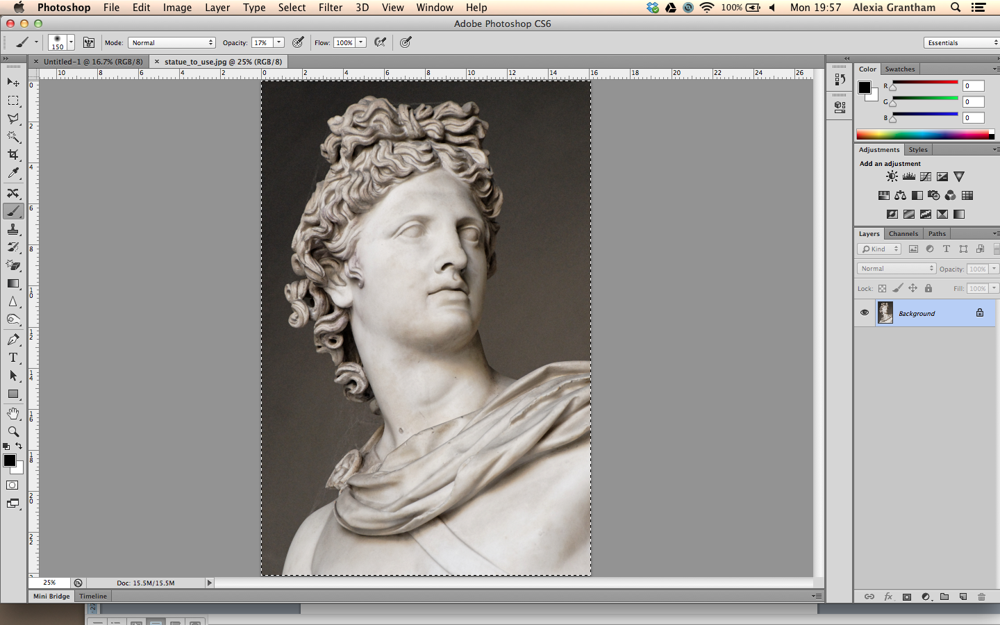 Photoshop File Edit Image Layer Type Select Filter 3D View Window Help 100% Mon 19:57 Alexia Grantham
Adobe Photoshop CS6
150 Mode: Normal Opacity: 17% Flow: 100% Essentials
Untitled-1 @ 16.7% (RGB/8) statue_to_use.jpg @ 25% (RGB/8)
10 8 6 4 2 0 2 4 6 8 10 12 14 16 18 20 22 24 26
0
2
4
6
8
10
12
14
16
18
20
22
Color Swatches
R 0
G 0
B 0
Adjustments Styles
Add an adjustment
Layers Channels Paths
Kind
Normal Opacity: 100%
Lock: Fill: 100%
Background
25% Doc: 15.5M/15.5M
Mini Bridge Timeline